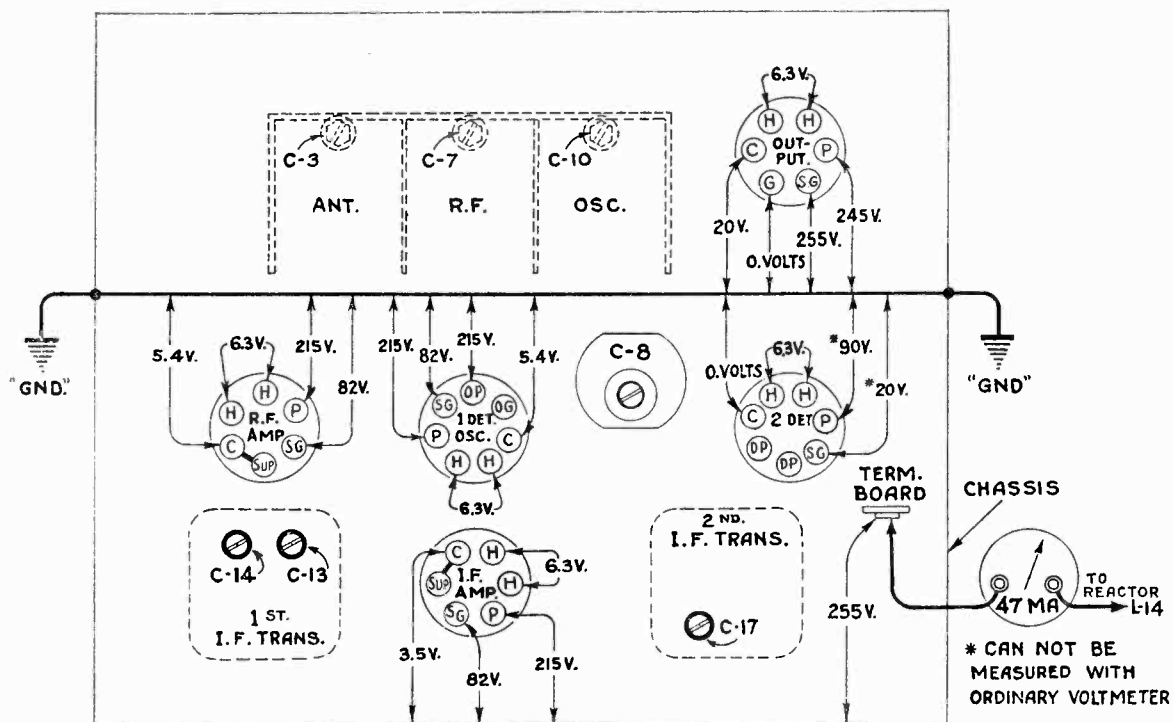 6.3V.
H H
OUT-
PUT.
C P
G SG
C-3 C-7 C-10
ANT. R.F. OSC.
20V. 0.VOLTS 255V. 245V.
"GND." "GND"
5.4V. 6.3V. 215V. 82V.
H H P
R.F.
AMP
C SUP SG
215V. 82V. 215V. 5.4V.
SG OP OG
1 DET.
OSC.
P C
H H
6.3V.
C-8
0.VOLTS 6.3V. *90V. *20V.
H H
C 2 DET P
DP DP SG
TERM.
BOARD
CHASSIS
C-14 C-13
1 ST.
I.F. TRANS.
C H
SUP I.F. H
AMP.
SG P
6.3V.
3.5V. 82V. 215V.
2 ND.
I.F. TRANS.
C-17
255V.
47 MA
TO
REACTOR
L-14
* CAN NOT BE
MEASURED WITH
ORDINARY VOLTMETER